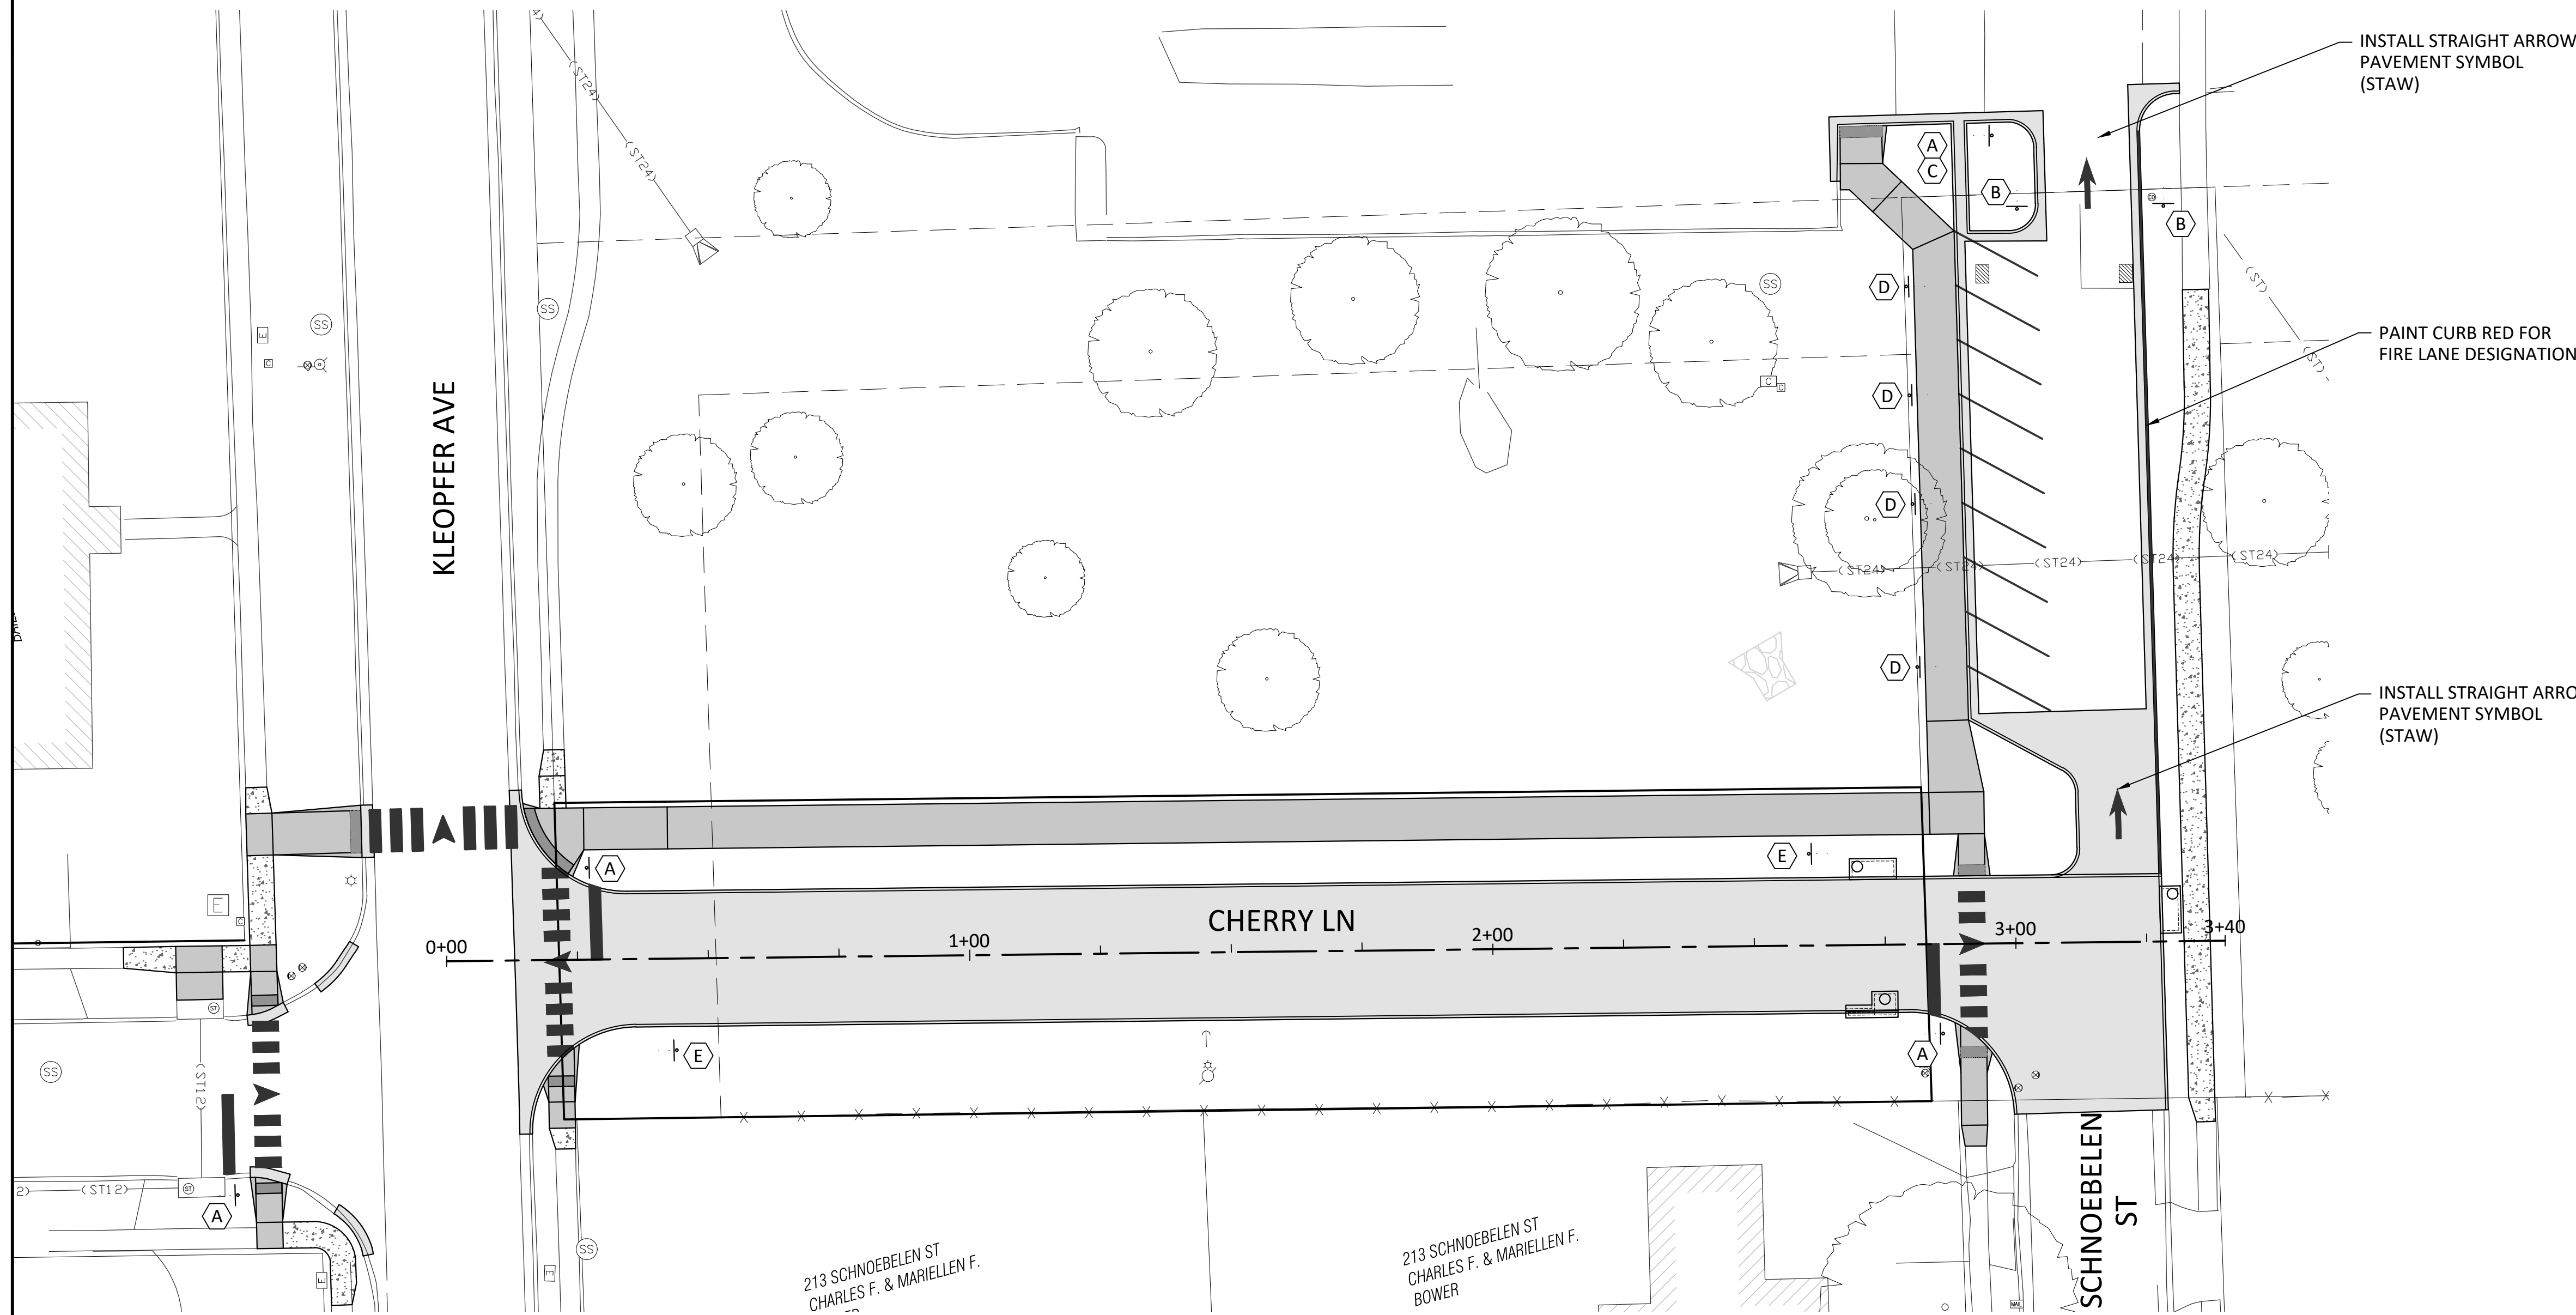 INSTALL STRAIGHT ARROW
PAVEMENT SYMBOL
(STAW)
(ST24)
(ST24)
A
C
B
B
SS
SS
SS
E
C
D
(ST)
PAINT CURB RED FOR
FIRE LANE DESIGNATION
KLEOPFER AVE
C
C
D
D
(ST24)
(ST24)
(ST24)
(ST24)
(ST24)
D
INSTALL STRAIGHT ARRO
PAVEMENT SYMBOL
(STAW)
A
E
E
C
CHERRY LN
0+00
1+00
2+00
3+00
3+40
ST
SS
(ST12)
E
A
2)
(ST12)
ST
A
SS
E
E
213 SCHNOEBELEN ST
CHARLES F. & MARIELLEN F.
213 SCHNOEBELEN ST
CHARLES F. & MARIELLEN F.
BOWER
SCHNOEBELEN
ST